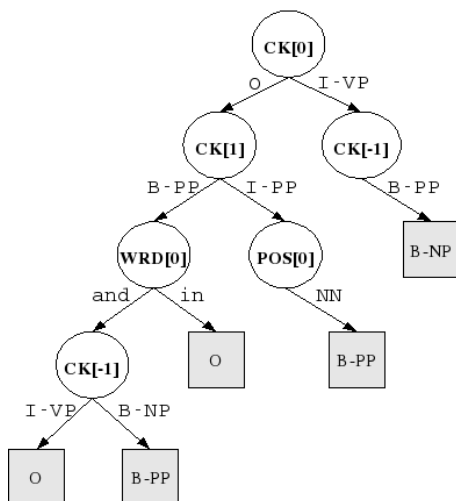 CK[0]
O I-VP
CK[1] CK[-1]
B-PP I-PP B-PP
WRD[0] POS[0] B-NP
and in NN
CK[-1] O B-PP
I-VP B-NP
O B-PP